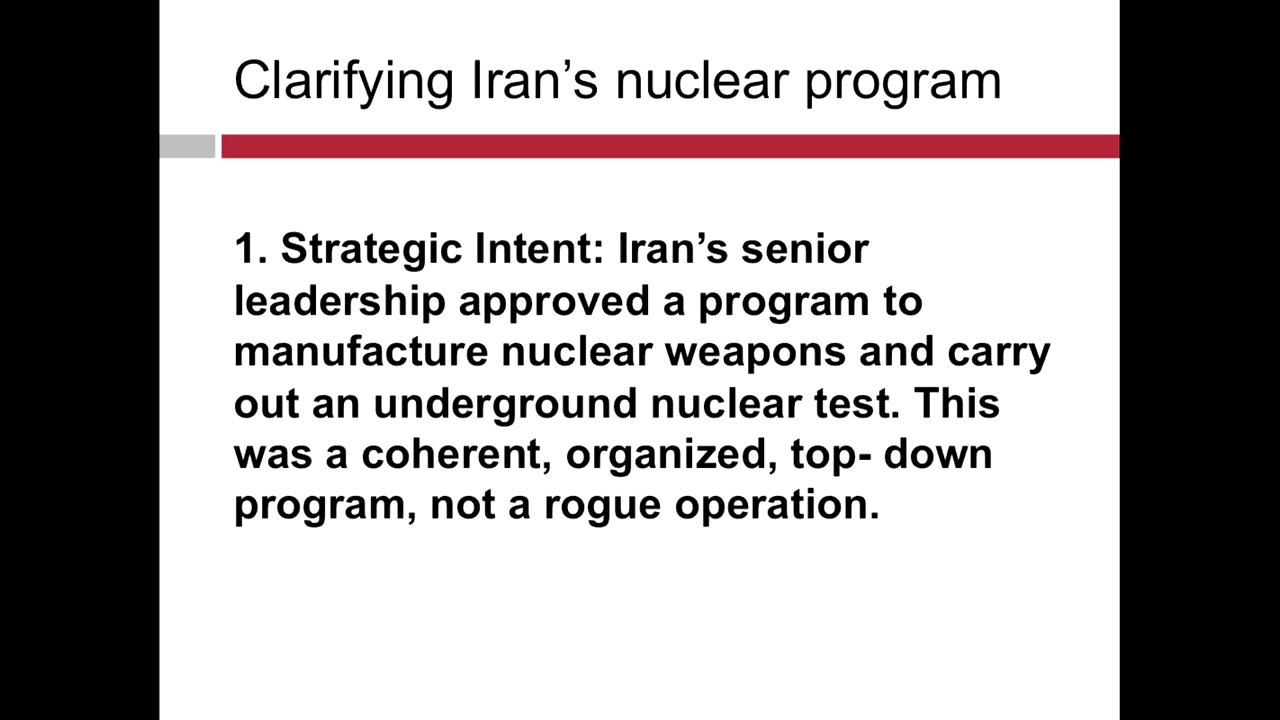 Clarifying Iran’s nuclear program
1. Strategic Intent: Iran’s senior
leadership approved a program to
manufacture nuclear weapons and carry
out an underground nuclear test. This
was a coherent, organized, top- down
program, not a rogue operation.